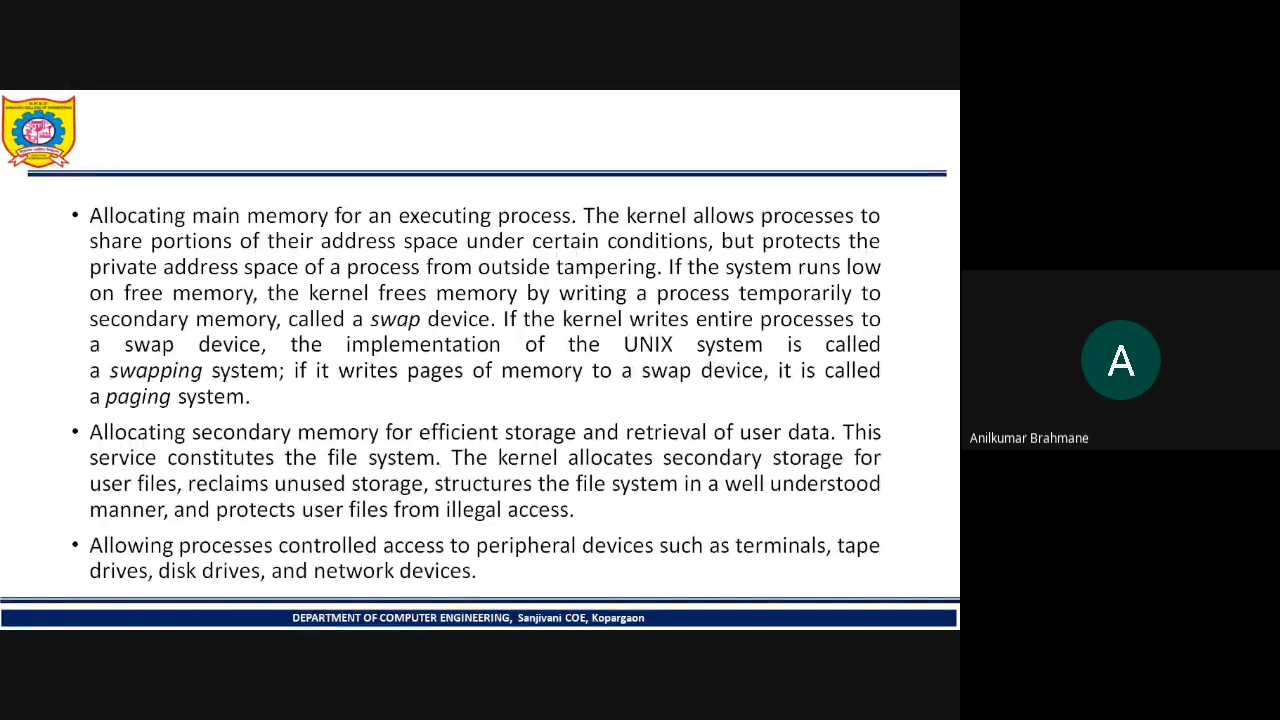 • Allocating main memory for an executing process. The kernel allows processes to
share portions of their address space under certain conditions, but protects the
private address space of a process from outside tampering. If the system runs low
on free memory, the kernel frees memory by writing a process temporarily to
secondary memory, called a swap device. If the kernel writes entire processes to
a swap device, the implementation of the UNIX system is called
a swapping system; if it writes pages of memory to a swap device, it is called
a paging system.
• Allocating secondary memory for efficient storage and retrieval of user data. This
service constitutes the file system. The kernel allocates secondary storage for
user files, reclaims unused storage, structures the file system in a well understood
manner, and protects user files from illegal access.
• Allowing processes controlled access to peripheral devices such as terminals, tape
drives, disk drives, and network devices.
DEPARTMENT OF COMPUTER ENGINEERING, Sanjivani COE, Kopargaon
A
Anilkumar Brahmane